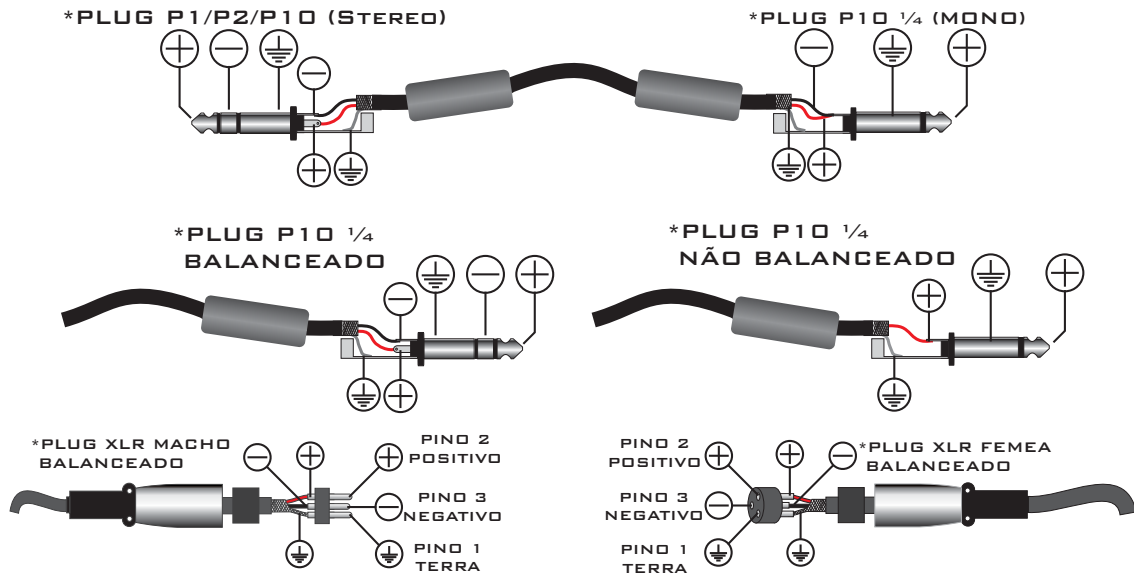 *PLUG P1/P2/P10 (STEREO)
*PLUG P10 ¼ (MONO)
*PLUG P10 ¼
BALANCEADO
*PLUG P10 ¼
NÃO BALANCEADO
*PLUG XLR MACHO
BALANCEADO
PINO 2
POSITIVO
PINO 3
NEGATIVO
PINO 1
TERRA
PINO 2
POSITIVO
PINO 3
NEGATIVO
PINO 1
TERRA
*PLUG XLR FEMEA
BALANCEADO